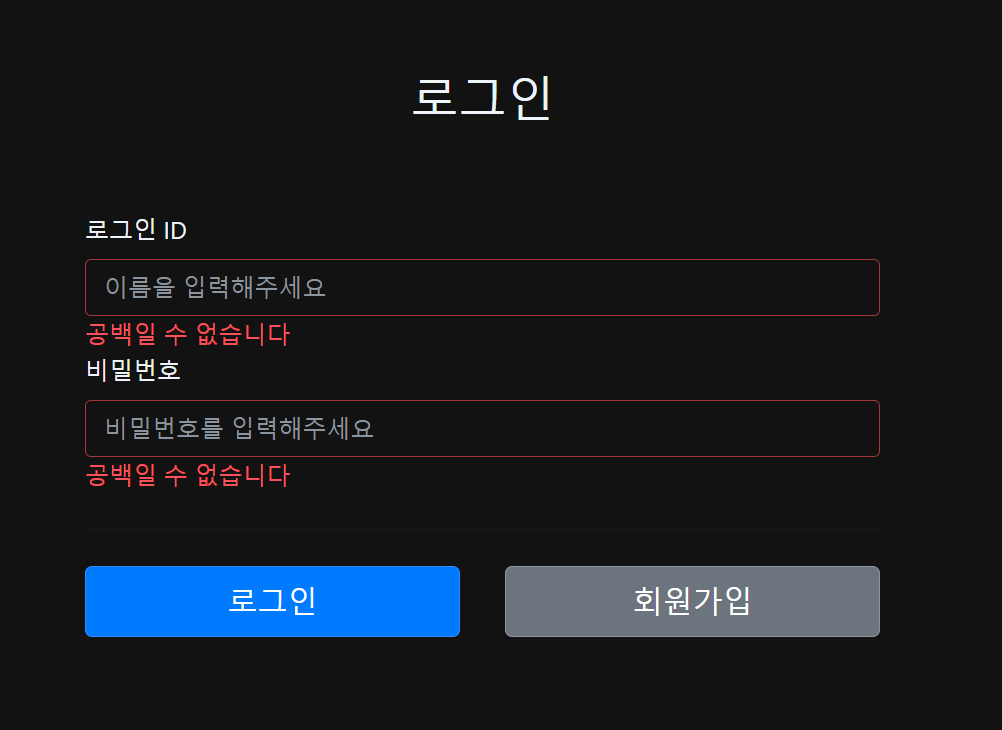 로그인
로그인 ID
이름을 입력해주세요
공백일 수 없습니다
비밀번호
비밀번호를 입력해주세요
공백일 수 없습니다
로그인
회원가입